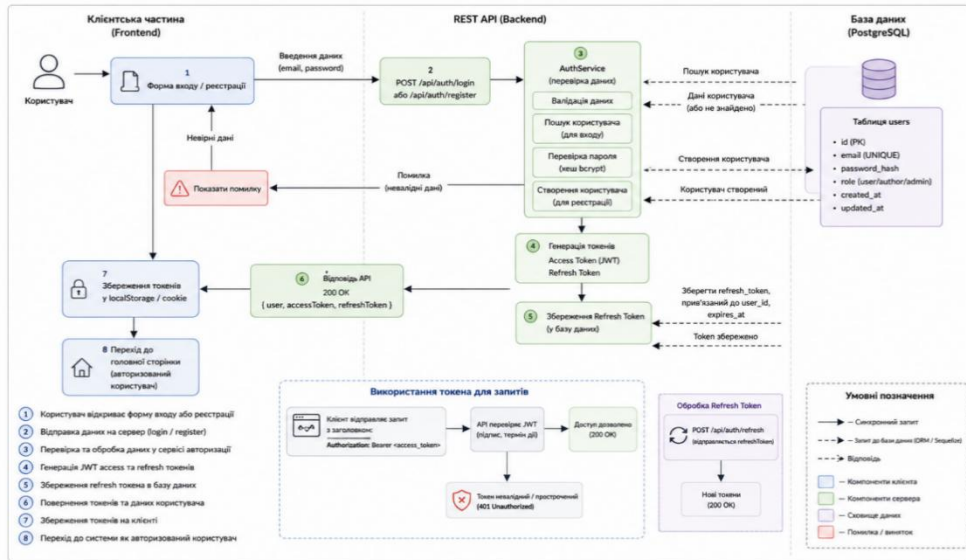 Клієнтська частина
(Frontend)
REST API (Backend)
База даних
(PostgreSQL)
Користувач
1
Форма входу / реєстрації
Введення даних
(email, password)
2
POST /api/auth/login
або /api/auth/register
3
AuthService
(перевірка даних)
Валідація даних
Пошук користувача
(для входу)
Перевірка пароля
(хеш bcrypt)
Створення користувача
(для реєстрації)
Пошук користувача
Дані користувача
(або не знайдено)
Створення користувача
Користувач створений
Таблиця users
• id (PK)
• email (UNIQUE)
• password_hash
• role (user/author/admin)
• created_at
• updated_at
Невірні дані
Показати помилку
Помилка
(невалідні дані)
4
Генерація токенів
Access Token (JWT)
Refresh Token
5
Збереження Refresh Token
(у базу даних)
Зберегти refresh_token,
прив'язаний до user_id,
expires_at
Token збережено
6
Відповідь API
200 OK
{ user, accessToken, refreshToken }
7
Збереження токенів
у localStorage / cookie
8 Перехід до
головної сторінки
(авторизований
користувач)
1 Користувач відкриває форму входу або реєстрації
2 Відправка даних на сервер (login / register)
3 Перевірка та обробка даних у сервісі авторизації
4 Генерація JWT access та refresh токенів
5 Збереження refresh токена в базу даних
6 Повернення токенів та даних користувача
7 Збереження токенів на клієнті
8 Перехід до системи як авторизований користувач
Використання токена для запитів
Клієнт відправляє запит
з заголовком:
Authorization: Bearer <access_token>
API перевіряє JWT
(підпис, термін дії)
Доступ дозволено
(200 OK)
Токен невалідний / прострочений
(401 Unauthorized)
Обробка Refresh Token
POST /api/auth/refresh
(відправляється refreshToken)
Нові токени
(200 OK)
Умовні позначення
— Синхронний запит
— Запит до бази даних (ORM / Sequelize)
— Відповідь
— Компоненти клієнта
— Компоненти сервера
— Сховище даних
— Помилка / виняток